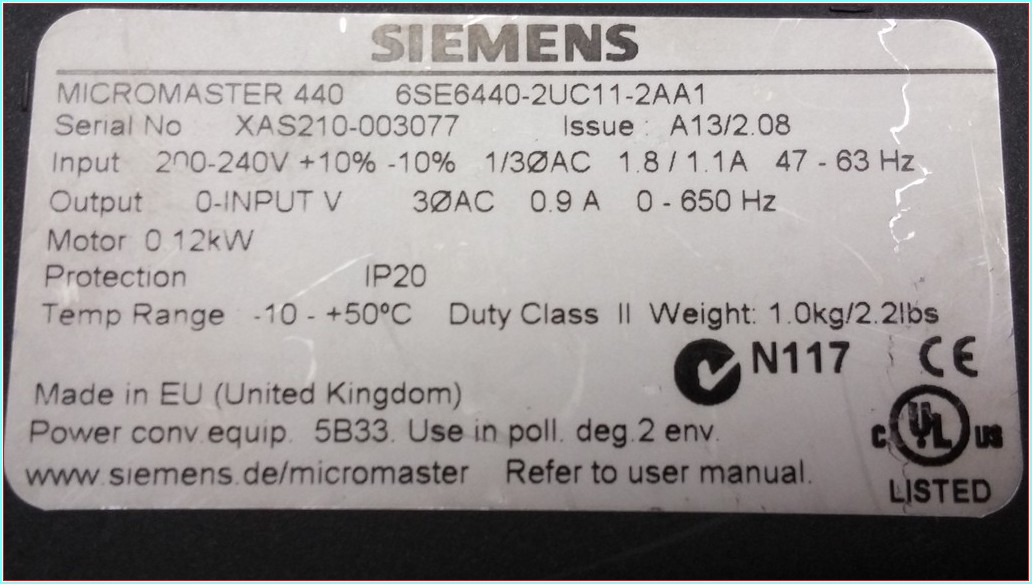 SIEMENS
MICROMASTER 440 6SE6440-2UC11-2AA1
Serial No XAS210-003077 Issue : A13/2.08
Input 200-240V +10% -10% 1/3ØAC 1.8 / 1.1A 47 - 63 Hz
Output 0-INPUT V 3ØAC 0.9 A 0 - 650 Hz
Motor 0.12kW
Protection IP20
Temp Range -10 - +50ºC Duty Class II Weight: 1.0kg/2.2lbs
N117 CE
Made in EU (United Kingdom)
Power conv.equip. 5B33. Use in poll. deg.2 env.
C UL US
www.siemens.de/micromaster Refer to user manual.
LISTED